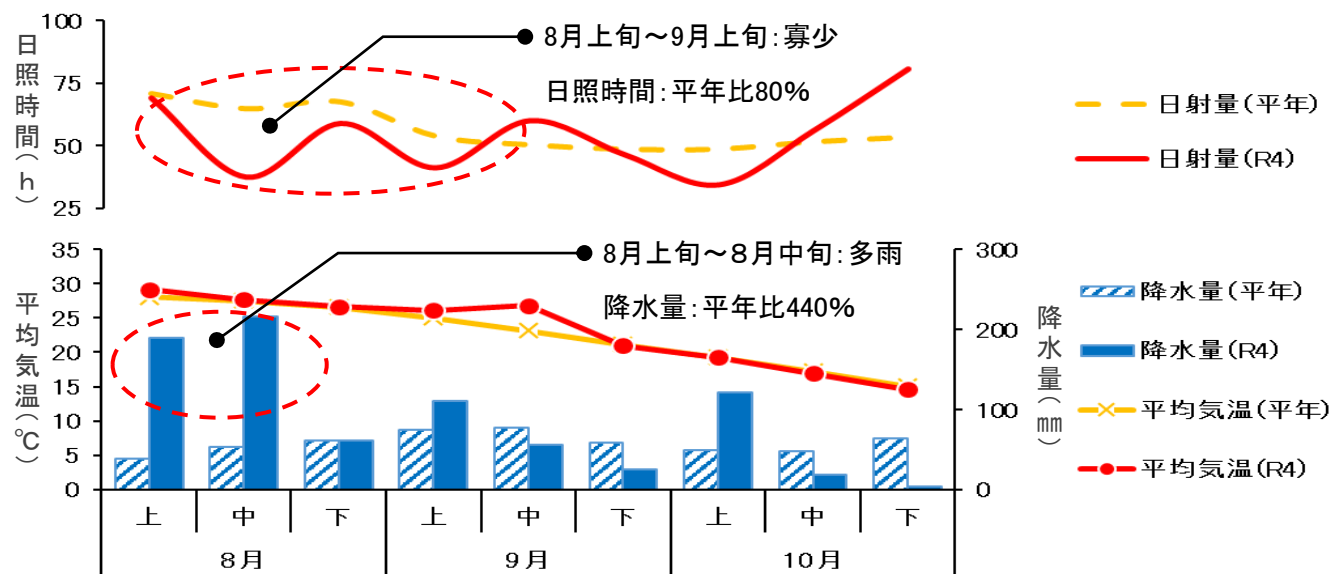 日照時間(h)
100
75
50
25
8月上旬～9月上旬:寡少
日照時間:平年比80%
日射量(平年)
日射量(R4)
平均気温(℃)
35
30
25
20
15
10
5
0
8月上旬～８月中旬:多雨
降水量:平年比440%
300
200
100
0
降水量(㎜)
降水量(平年)
降水量(R4)
平均気温(平年)
平均気温(R4)
上 中 下 上 中 下 上 中 下
8月 9月 10月